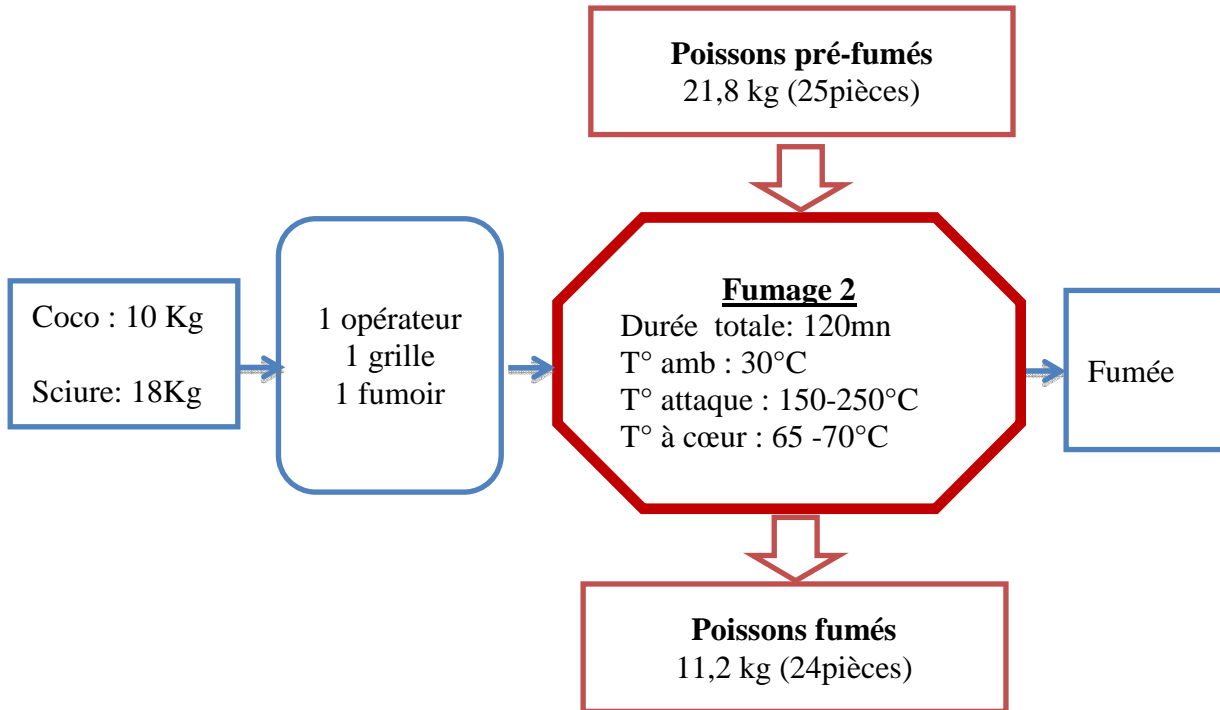 Poissons pré-fumés
21,8 kg (25pièces)
Coco : 10 Kg
Sciure: 18Kg
1 opérateur
1 grille
1 fumoir
Fumage 2
Durée totale: 120mn
T° amb : 30°C
T° attaque : 150-250°C
T° à cœur : 65 -70°C
Fumée
Poissons fumés
11,2 kg (24pièces)